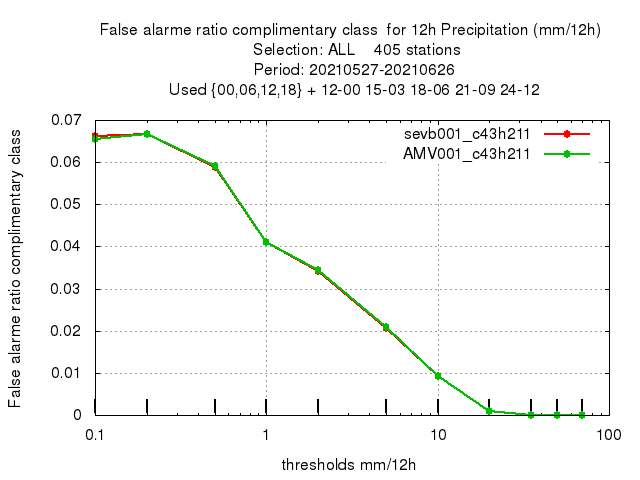 False alarme ratio complimentary class  for 12h Precipitation (mm/12h)
Selection: ALL    405 stations
Period: 20210527-20210626
Used {00,06,12,18} + 12-00 15-03 18-06 21-09 24-12
sevb001_c43h211
AMV001_c43h211
False alarme ratio complimentary class
0.07
0.06
0.05
0.04
0.03
0.02
0.01
0
0.1 1 10 100
thresholds mm/12h